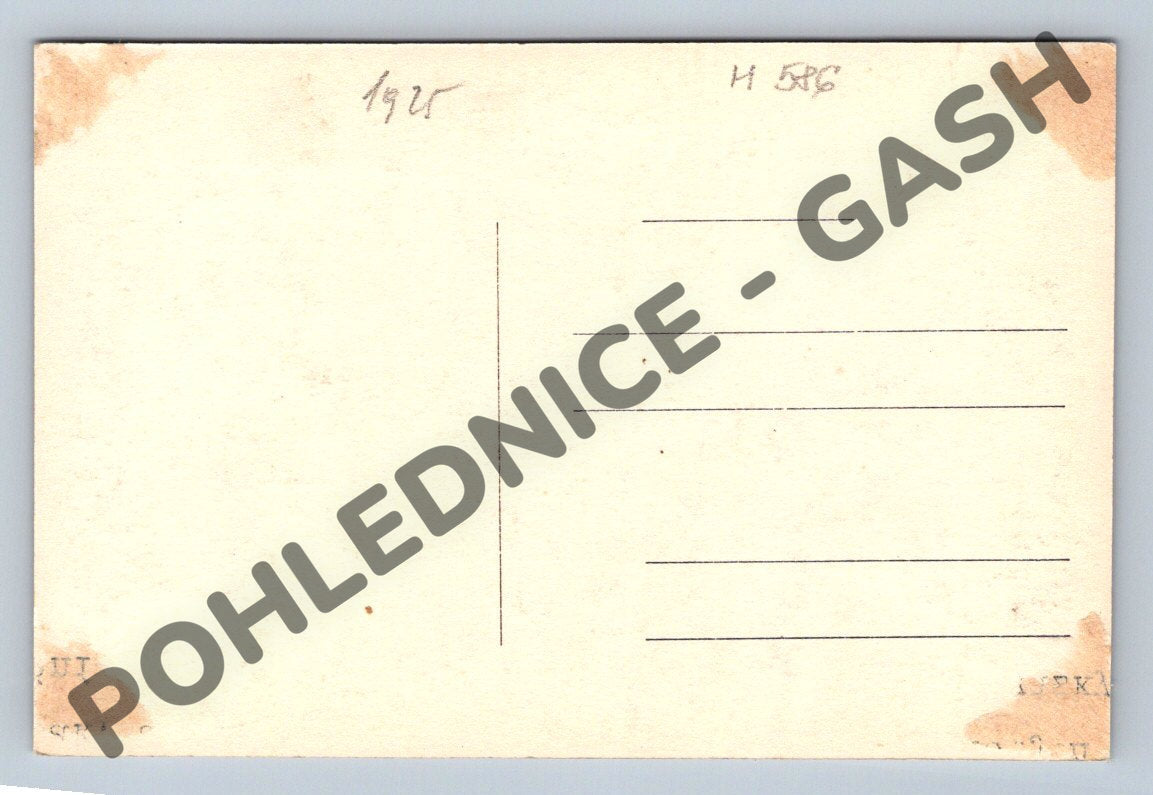 1925
H 586
POHLEDNICE - GASH